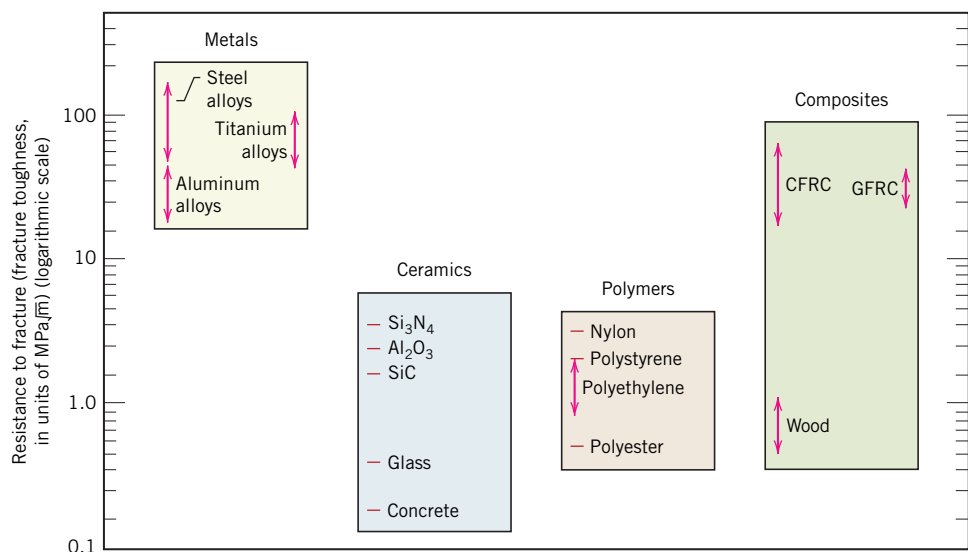 Resistance to fracture (fracture toughness,
in units of MPa√m) (logarithmic scale)
100
10
1.0
0.1
Metals
Steel
alloys
Titanium
alloys
Aluminum
alloys
Ceramics
Si₃N₄
Al₂O₃
SiC
Glass
Concrete
Polymers
Nylon
Polystyrene
Polyethylene
Polyester
Composites
CFRC
GFRC
Wood